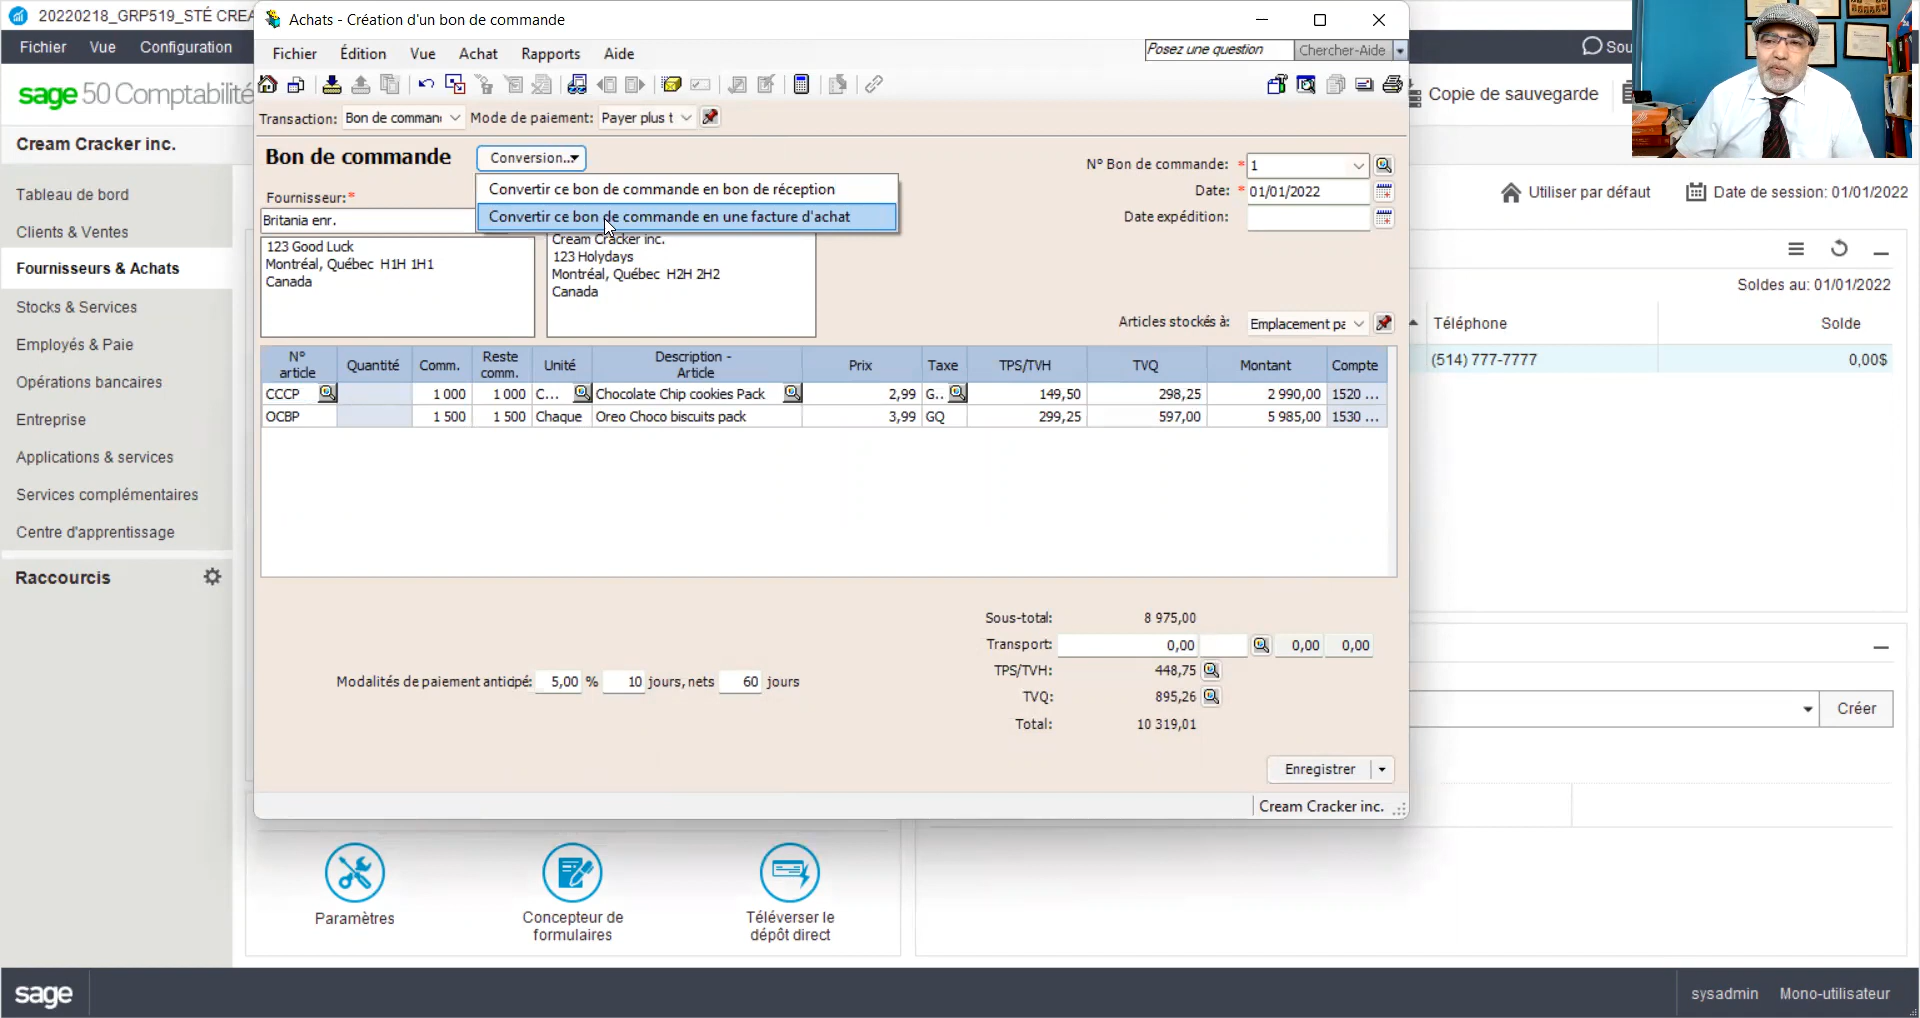 20220218_GRP519_STÉ CREA
Achats - Création d'un bon de commande
Fichier Vue Configuration
Fichier Édition Vue Achat Rapports Aide
Posez une question Chercher-Aide
Sou
sage 50 Comptabilité
Copie de sauvegarde
Transaction: Bon de comman Mode de paiement: Payer plus t
Cream Cracker inc.
Bon de commande Conversion...
N° Bon de commande: * 1
Convertir ce bon de commande en bon de réception
Convertir ce bon de commande en une facture d'achat
Date: * 01/01/2022
Date expédition:
Utiliser par défaut Date de session: 01/01/2022
Fournisseur:*
Britania enr.
123 Good Luck
Montréal, Québec H1H 1H1
Canada
Cream Cracker inc.
123 Holydays
Montréal, Québec H2H 2H2
Canada
Tableau de bord
Clients & Ventes
Fournisseurs & Achats
Stocks & Services
Employés & Paie
Opérations bancaires
Entreprise
Applications & services
Services complémentaires
Centre d'apprentissage
Raccourcis
Soldes au: 01/01/2022
Articles stockés à: Emplacement pa
Téléphone Solde
(514) 777-7777 0,00$
N° article Quantité Comm. Reste comm. Unité Description - Article Prix Taxe TPS/TVH TVQ Montant Compte
CCCP 1 000 1 000 C... Chocolate Chip cookies Pack 2,99 G.. 149,50 298,25 2 990,00 1520 ...
OCBP 1 500 1 500 Chaque Oreo Choco biscuits pack 3,99 GQ 299,25 597,00 5 985,00 1530 ...
Sous-total: 8 975,00
Transport: 0,00 0,00 0,00
TPS/TVH: 448,75
Modalités de paiement anticipé: 5,00 % 10 jours, nets 60 jours
TVQ: 895,26
Total: 10 319,01
Créer
Enregistrer
Cream Cracker inc.
Paramètres
Concepteur de formulaires
Téléverser le dépôt direct
sage
sysadmin Mono-utilisateur